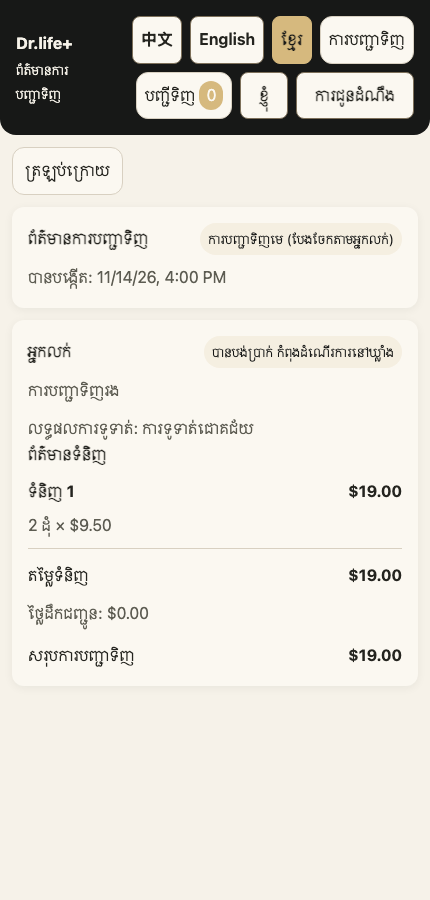 Dr.life+
ព័ត៌មានការ
បញ្ជាទិញ
中文
English
ខ្មែរ
ការបញ្ជាទិញ
បញ្ជីទិញ 0
ខ្ញុំ
ការជូនដំណឹង
ត្រឡប់ក្រោយ
ព័ត៌មានការបញ្ជាទិញ
ការបញ្ជាទិញមេ (បែងចែកតាមអ្នកលក់)
បានបង្កើត: 11/14/26, 4:00 PM
អ្នកលក់
បានបង់ប្រាក់ កំពុងដំណើរការនៅឃ្លាំង
ការបញ្ជាទិញរង
លទ្ធផលការទូទាត់: ការទូទាត់ជោគជ័យ
ព័ត៌មានទំនិញ
ទំនិញ 1 $19.00
2 ដុំ × $9.50
តម្លៃទំនិញ $19.00
ថ្លៃដឹកជញ្ជូន: $0.00
សរុបការបញ្ជាទិញ $19.00